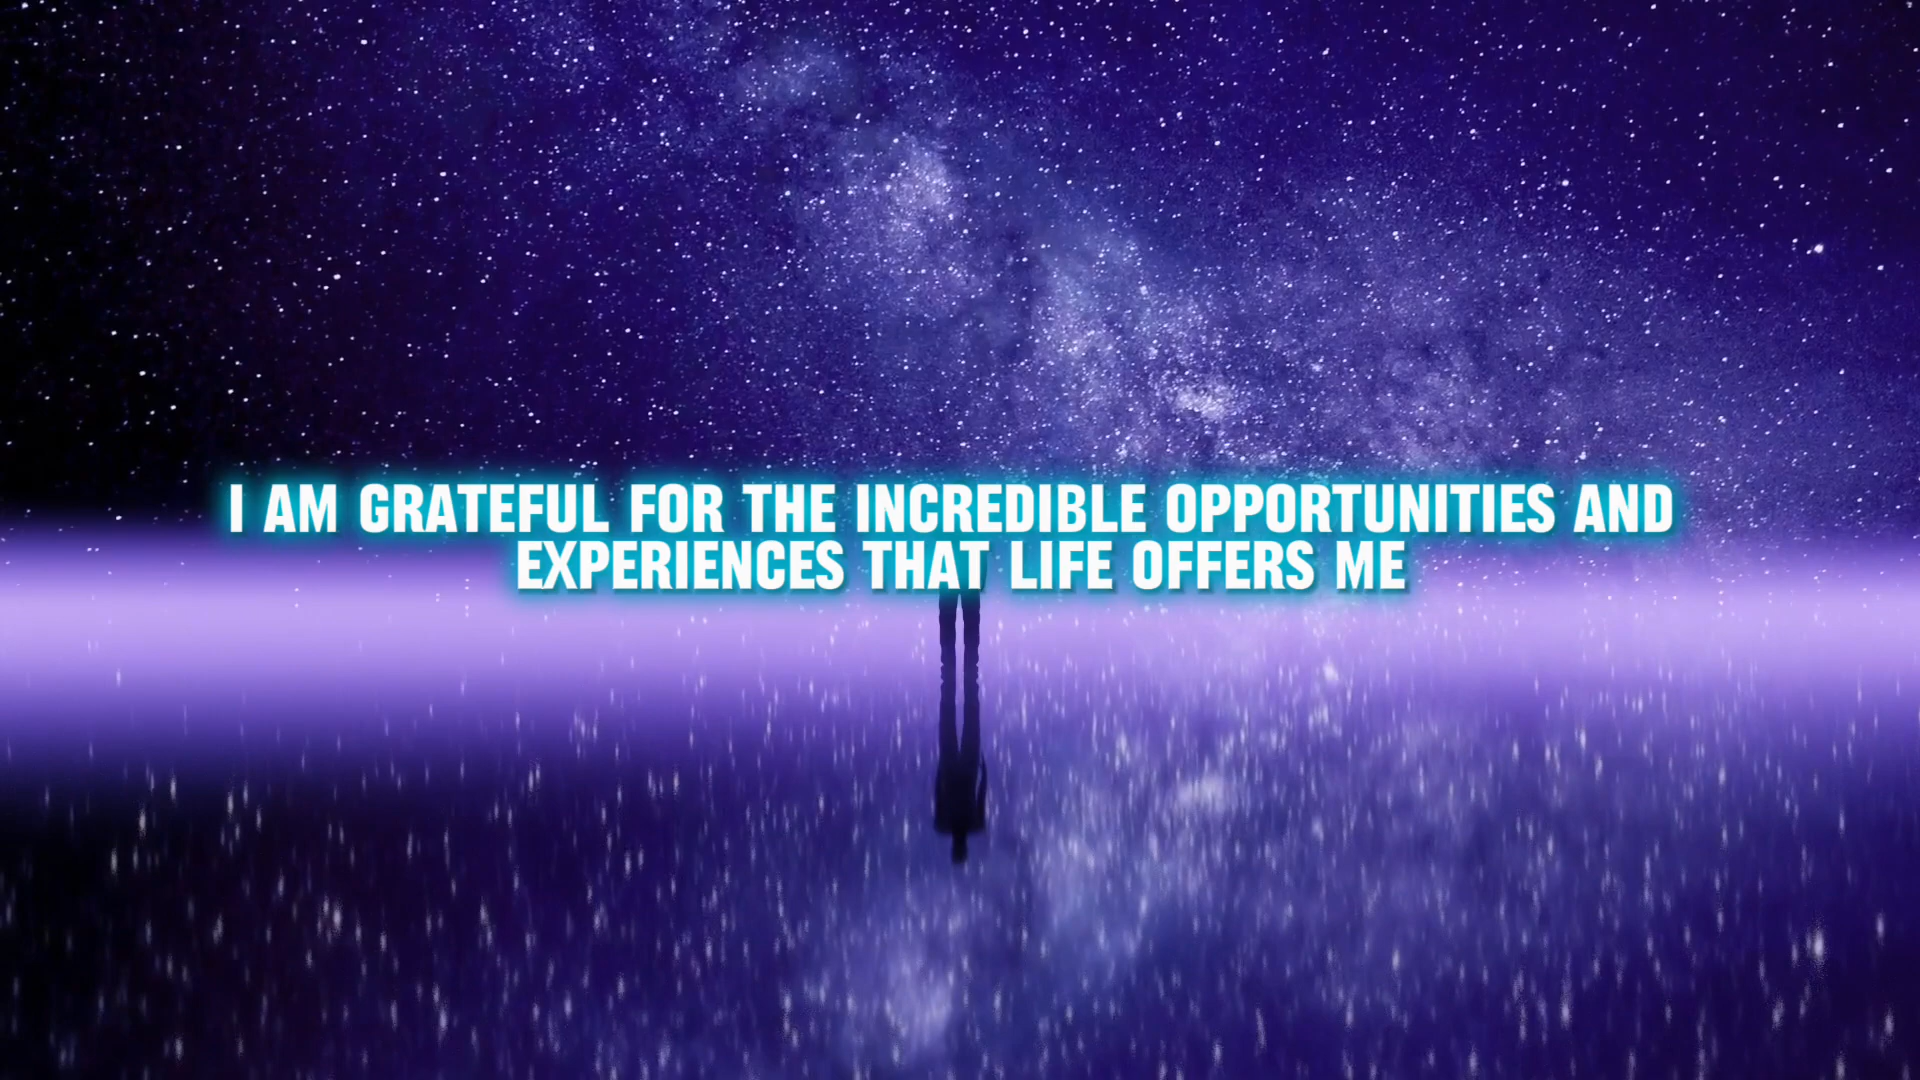 I AM GRATEFUL FOR THE INCREDIBLE OPPORTUNITIES AND
EXPERIENCES THAT LIFE OFFERS ME